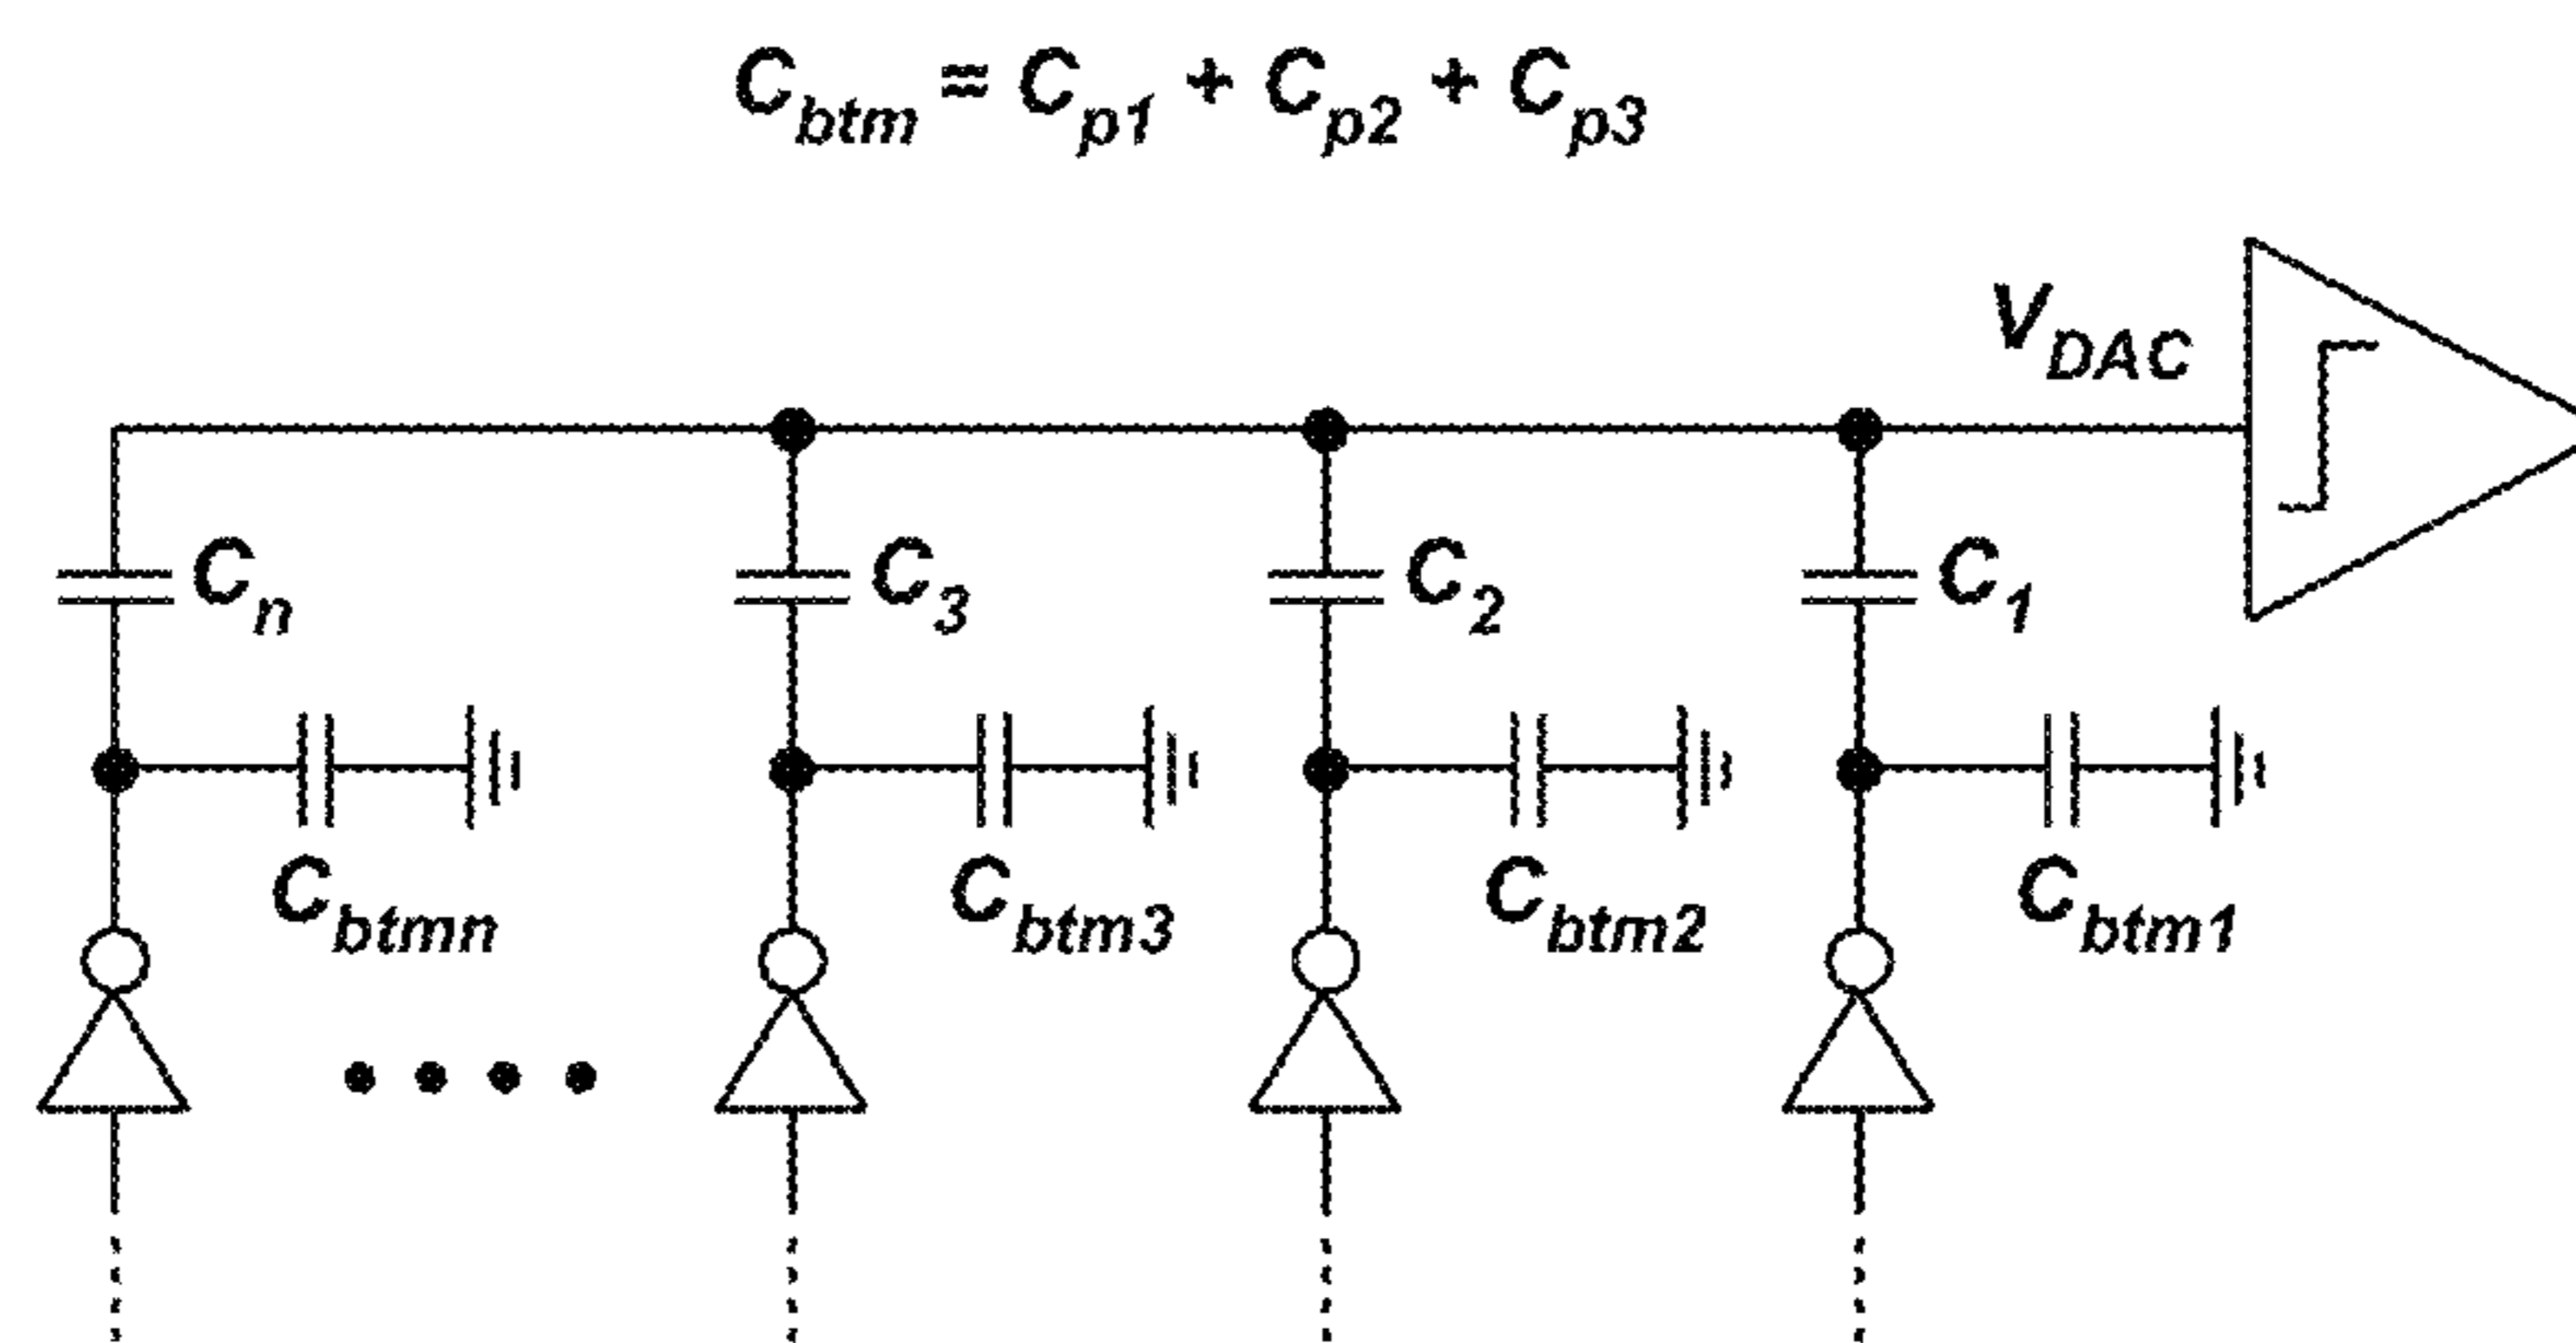 C_btm = C_p1 + C_p2 + C_p3
V_DAC
C_n C_3 C_2 C_1
C_btmn C_btm3 C_btm2 C_btm1